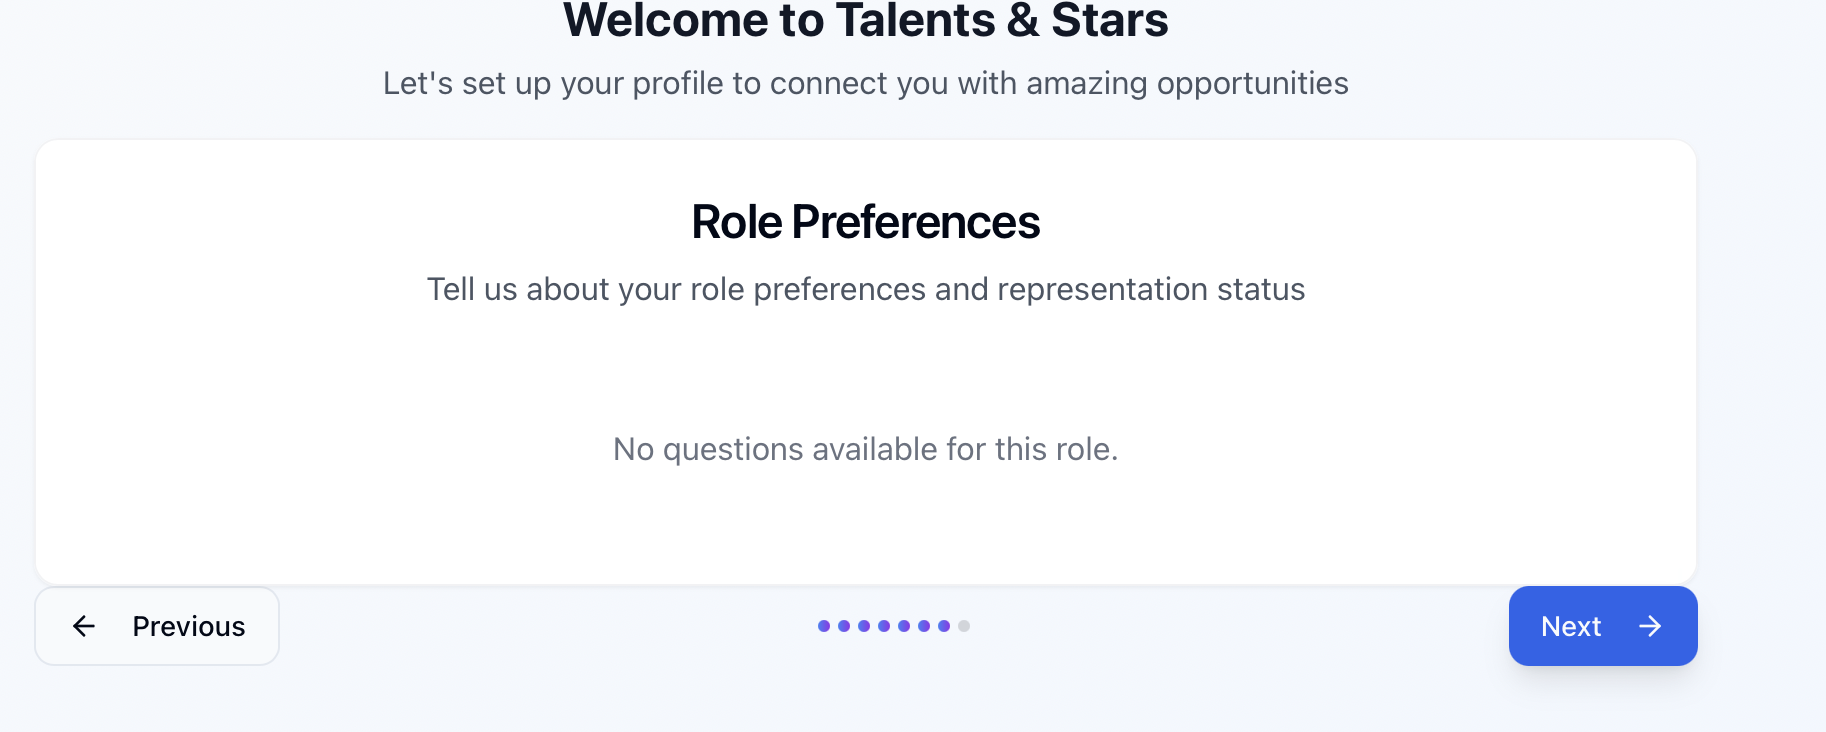 Welcome to Talents & Stars
Let's set up your profile to connect you with amazing opportunities
Role Preferences
Tell us about your role preferences and representation status
No questions available for this role.
Previous
Next